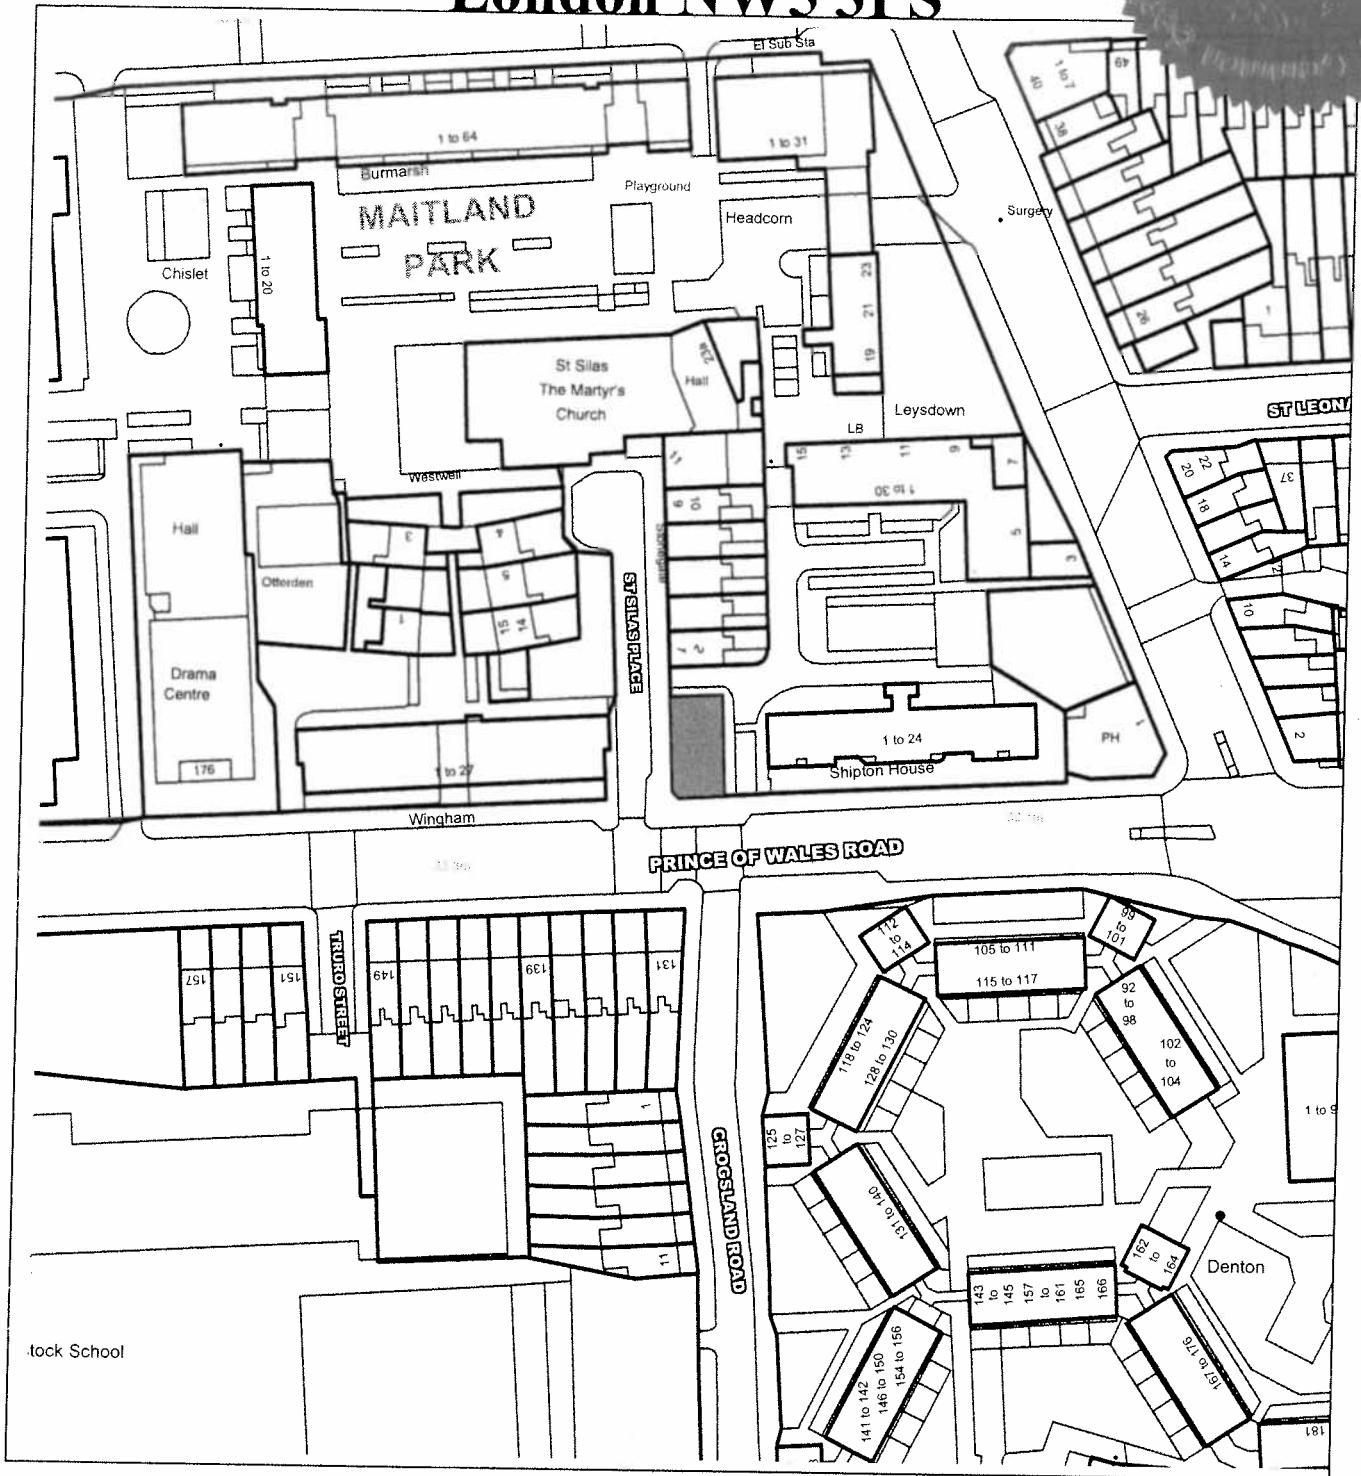 London NW5 3PS
El Sub Sta
1 to 7
40
49
38
1 to 64
1 to 31
Burmarsh
Playground
MAITLAND
PARK
Headcorn
Surgery
Chislet
1 to 20
23
21
19
26
St Silas
The Martyr's
Church
Hall
23a
Leysdown
LB
ST LEONA
Westwell
11
15
13
11
9
7
1 to 30
10
9
5
3
20
22
18
14
12
37
10
2
Hall
Otterden
3
4
5
1
15
14
ST SILAS PLACE
2
1
Drama
Centre
176
1 to 27
1 to 24
Shipton House
PH
1
Wingham
PRINCE OF WALES ROAD
157
151
TRURO STREET
149
139
131
112
to
114
105 to 111
115 to 117
99
to
101
92
to
98
102
to
104
118 to 124
128 to 130
125
to
127
1 to 9
1
11
CROGSLAND ROAD
131 to 140
143
to
145
157
to
161
165
166
162
to
164
Denton
tock School
141 to 142
146 to 150
154 to 156
167 to 176
181